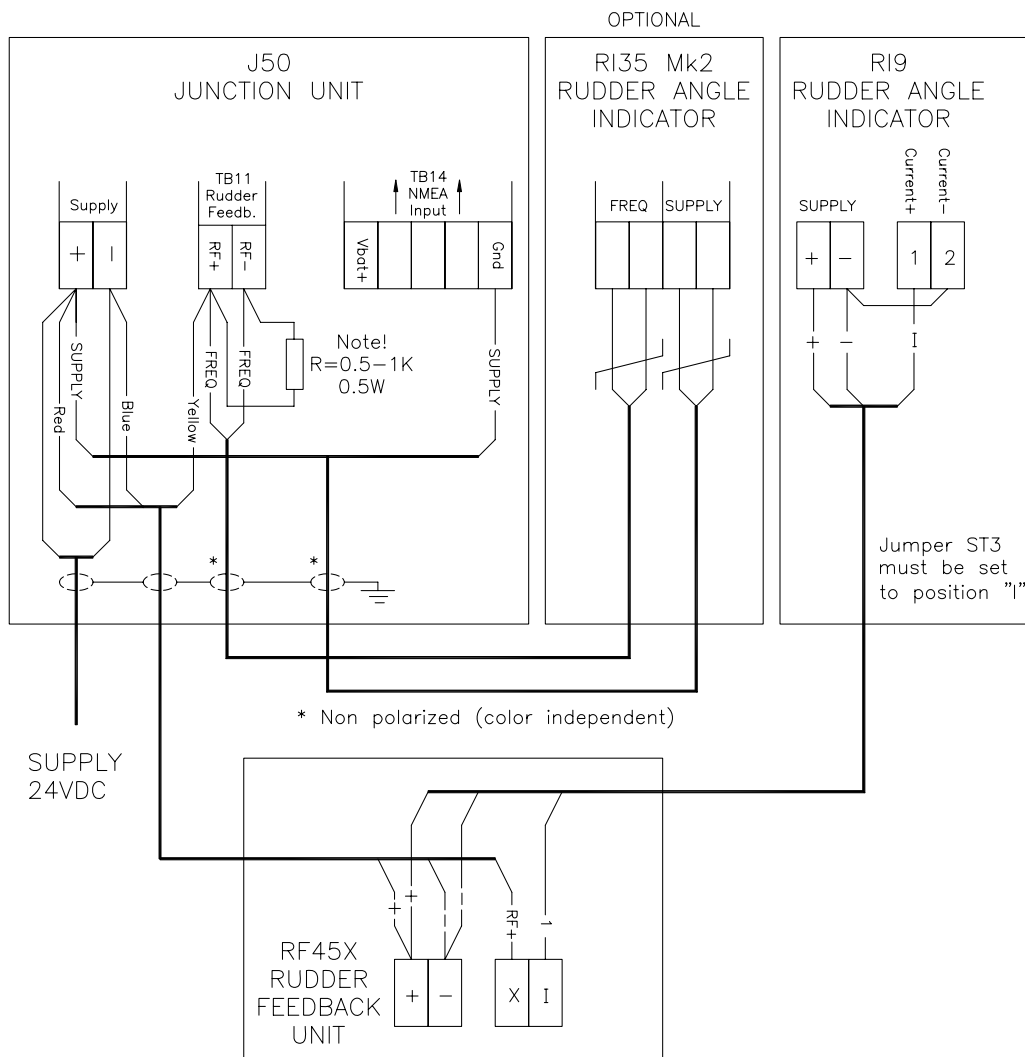 OPTIONAL
J50
JUNCTION UNIT
RI35 Mk2
RUDDER ANGLE
INDICATOR
RI9
RUDDER ANGLE
INDICATOR
Supply
+ -
TB11
Rudder
Feedb.
RF+ RF-
TB14
NMEA
Input
Vbat+ Gnd
FREQ SUPPLY
SUPPLY
+ -
Current+ Current-
1 2
Note!
R=0.5-1K
0.5W
SUPPLY
Red
Blue
Yellow
FREQ
FREQ
SUPPLY
+ - I
* *
Jumper ST3
must be set
to position "I"
* Non polarized (color independent)
SUPPLY
24VDC
+ + - - RF+ 1
RF45X
RUDDER
FEEDBACK
UNIT
+ - X I